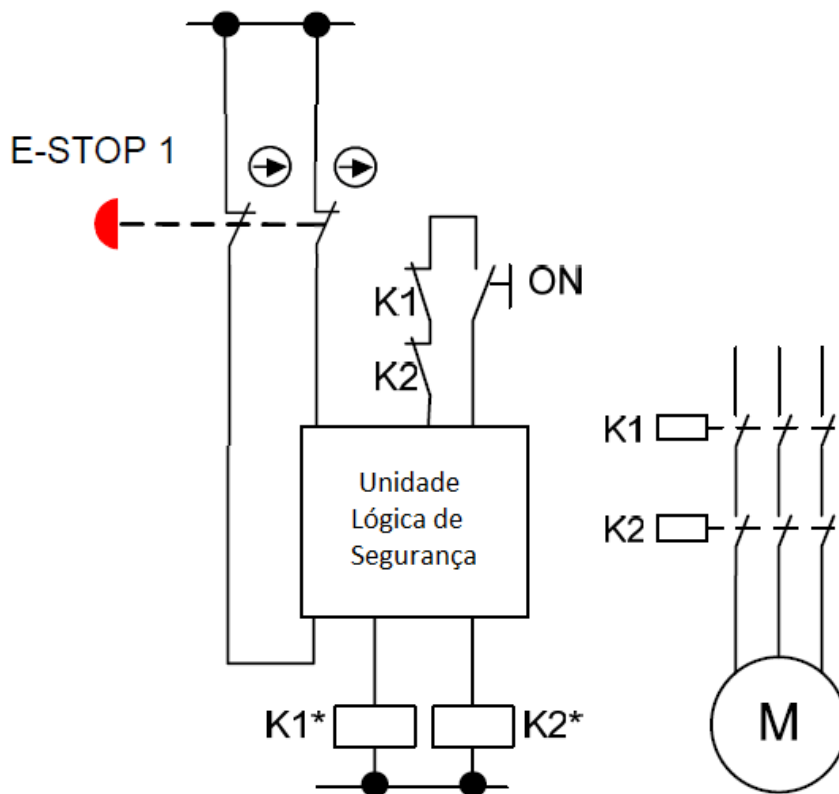 E-STOP 1
K1
ON
K2
Unidade
Lógica de
Segurança
K1*
K2*
K1
K2
M